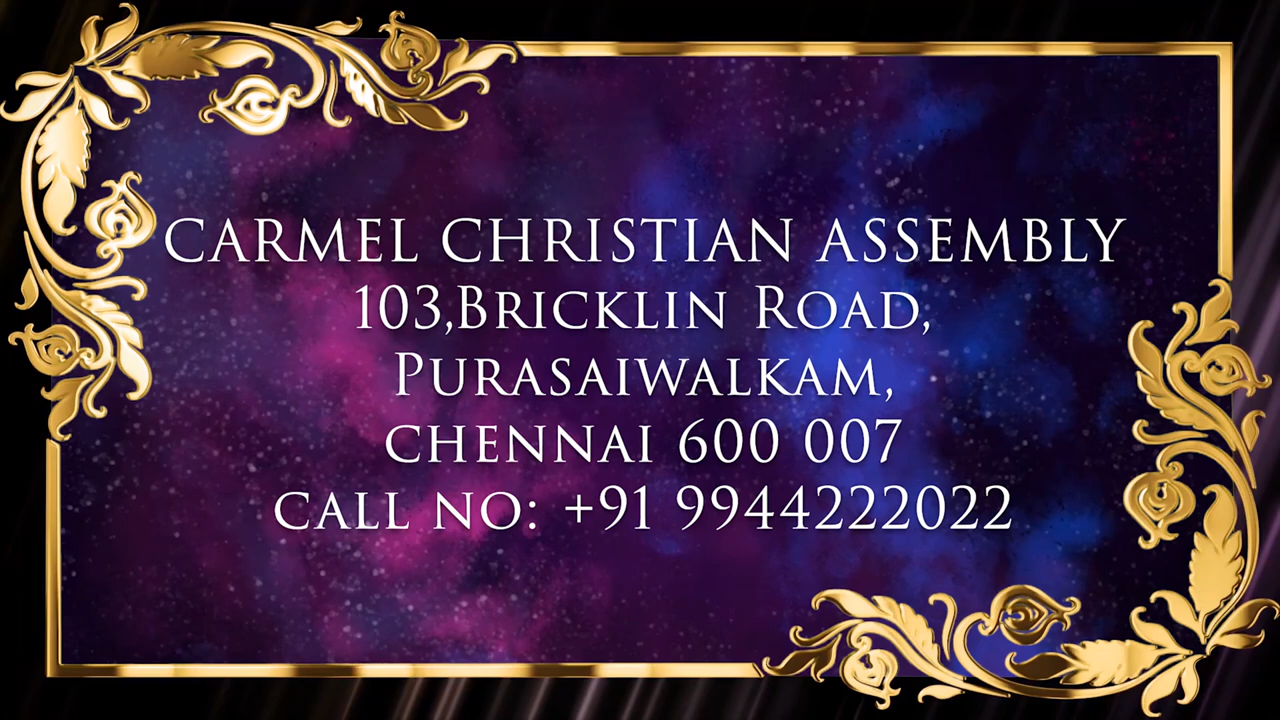 CARMEL CHRISTIAN ASSEMBLY
103,Bricklin Road,
Purasaiwalkam,
chennai 600 007
call no: +91 9944222022